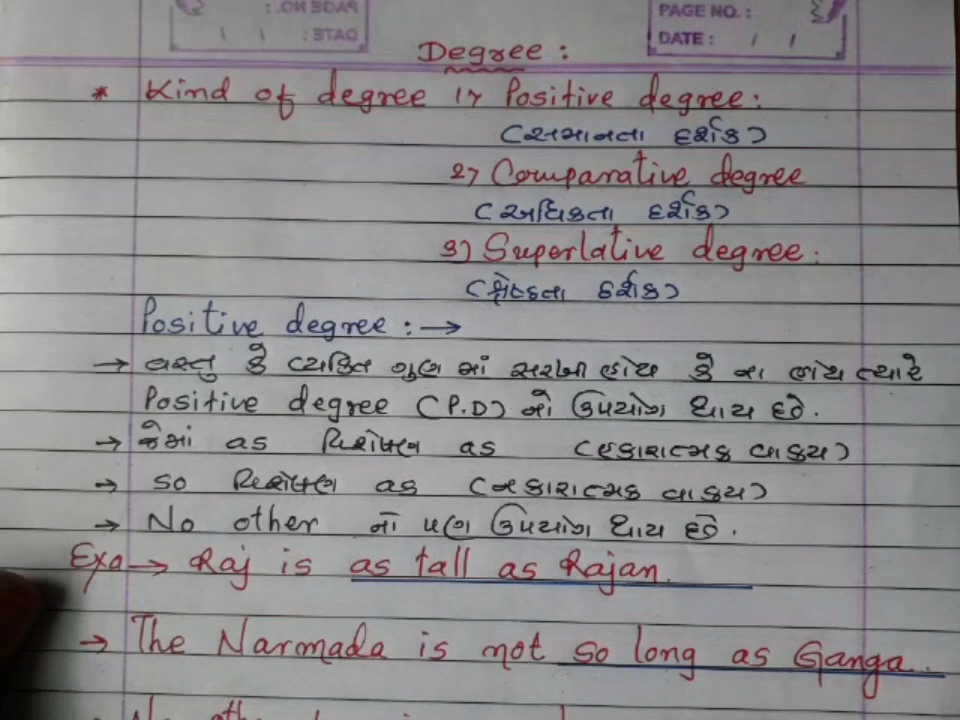 PAGE NO. :
DATE : / /
Degree :
* Kind of degree 1) Positive degree :
(સમાનતા દર્શક)
2) Comparative degree
(અધિકતા દર્શક)
3) Superlative degree :
(શ્રેષ્ઠતા દર્શક)
Positive degree : →
→ વસ્તુ કે વ્યકિત ગુણ માં સરખા હોય કે ના હોય ત્યારે
Positive degree (P.D) નો ઉપયોગ થાય છે.
→ જેમાં as વિશેષણ as (હકારાત્મક વાકય)
→ so વિશેષણ as (નકારાત્મક વાકય)
→ No other નો પણ ઉપયોગ થાય છે.
Exa → Raj is as tall as Rajan.
→ The Narmada is not so long as Ganga.